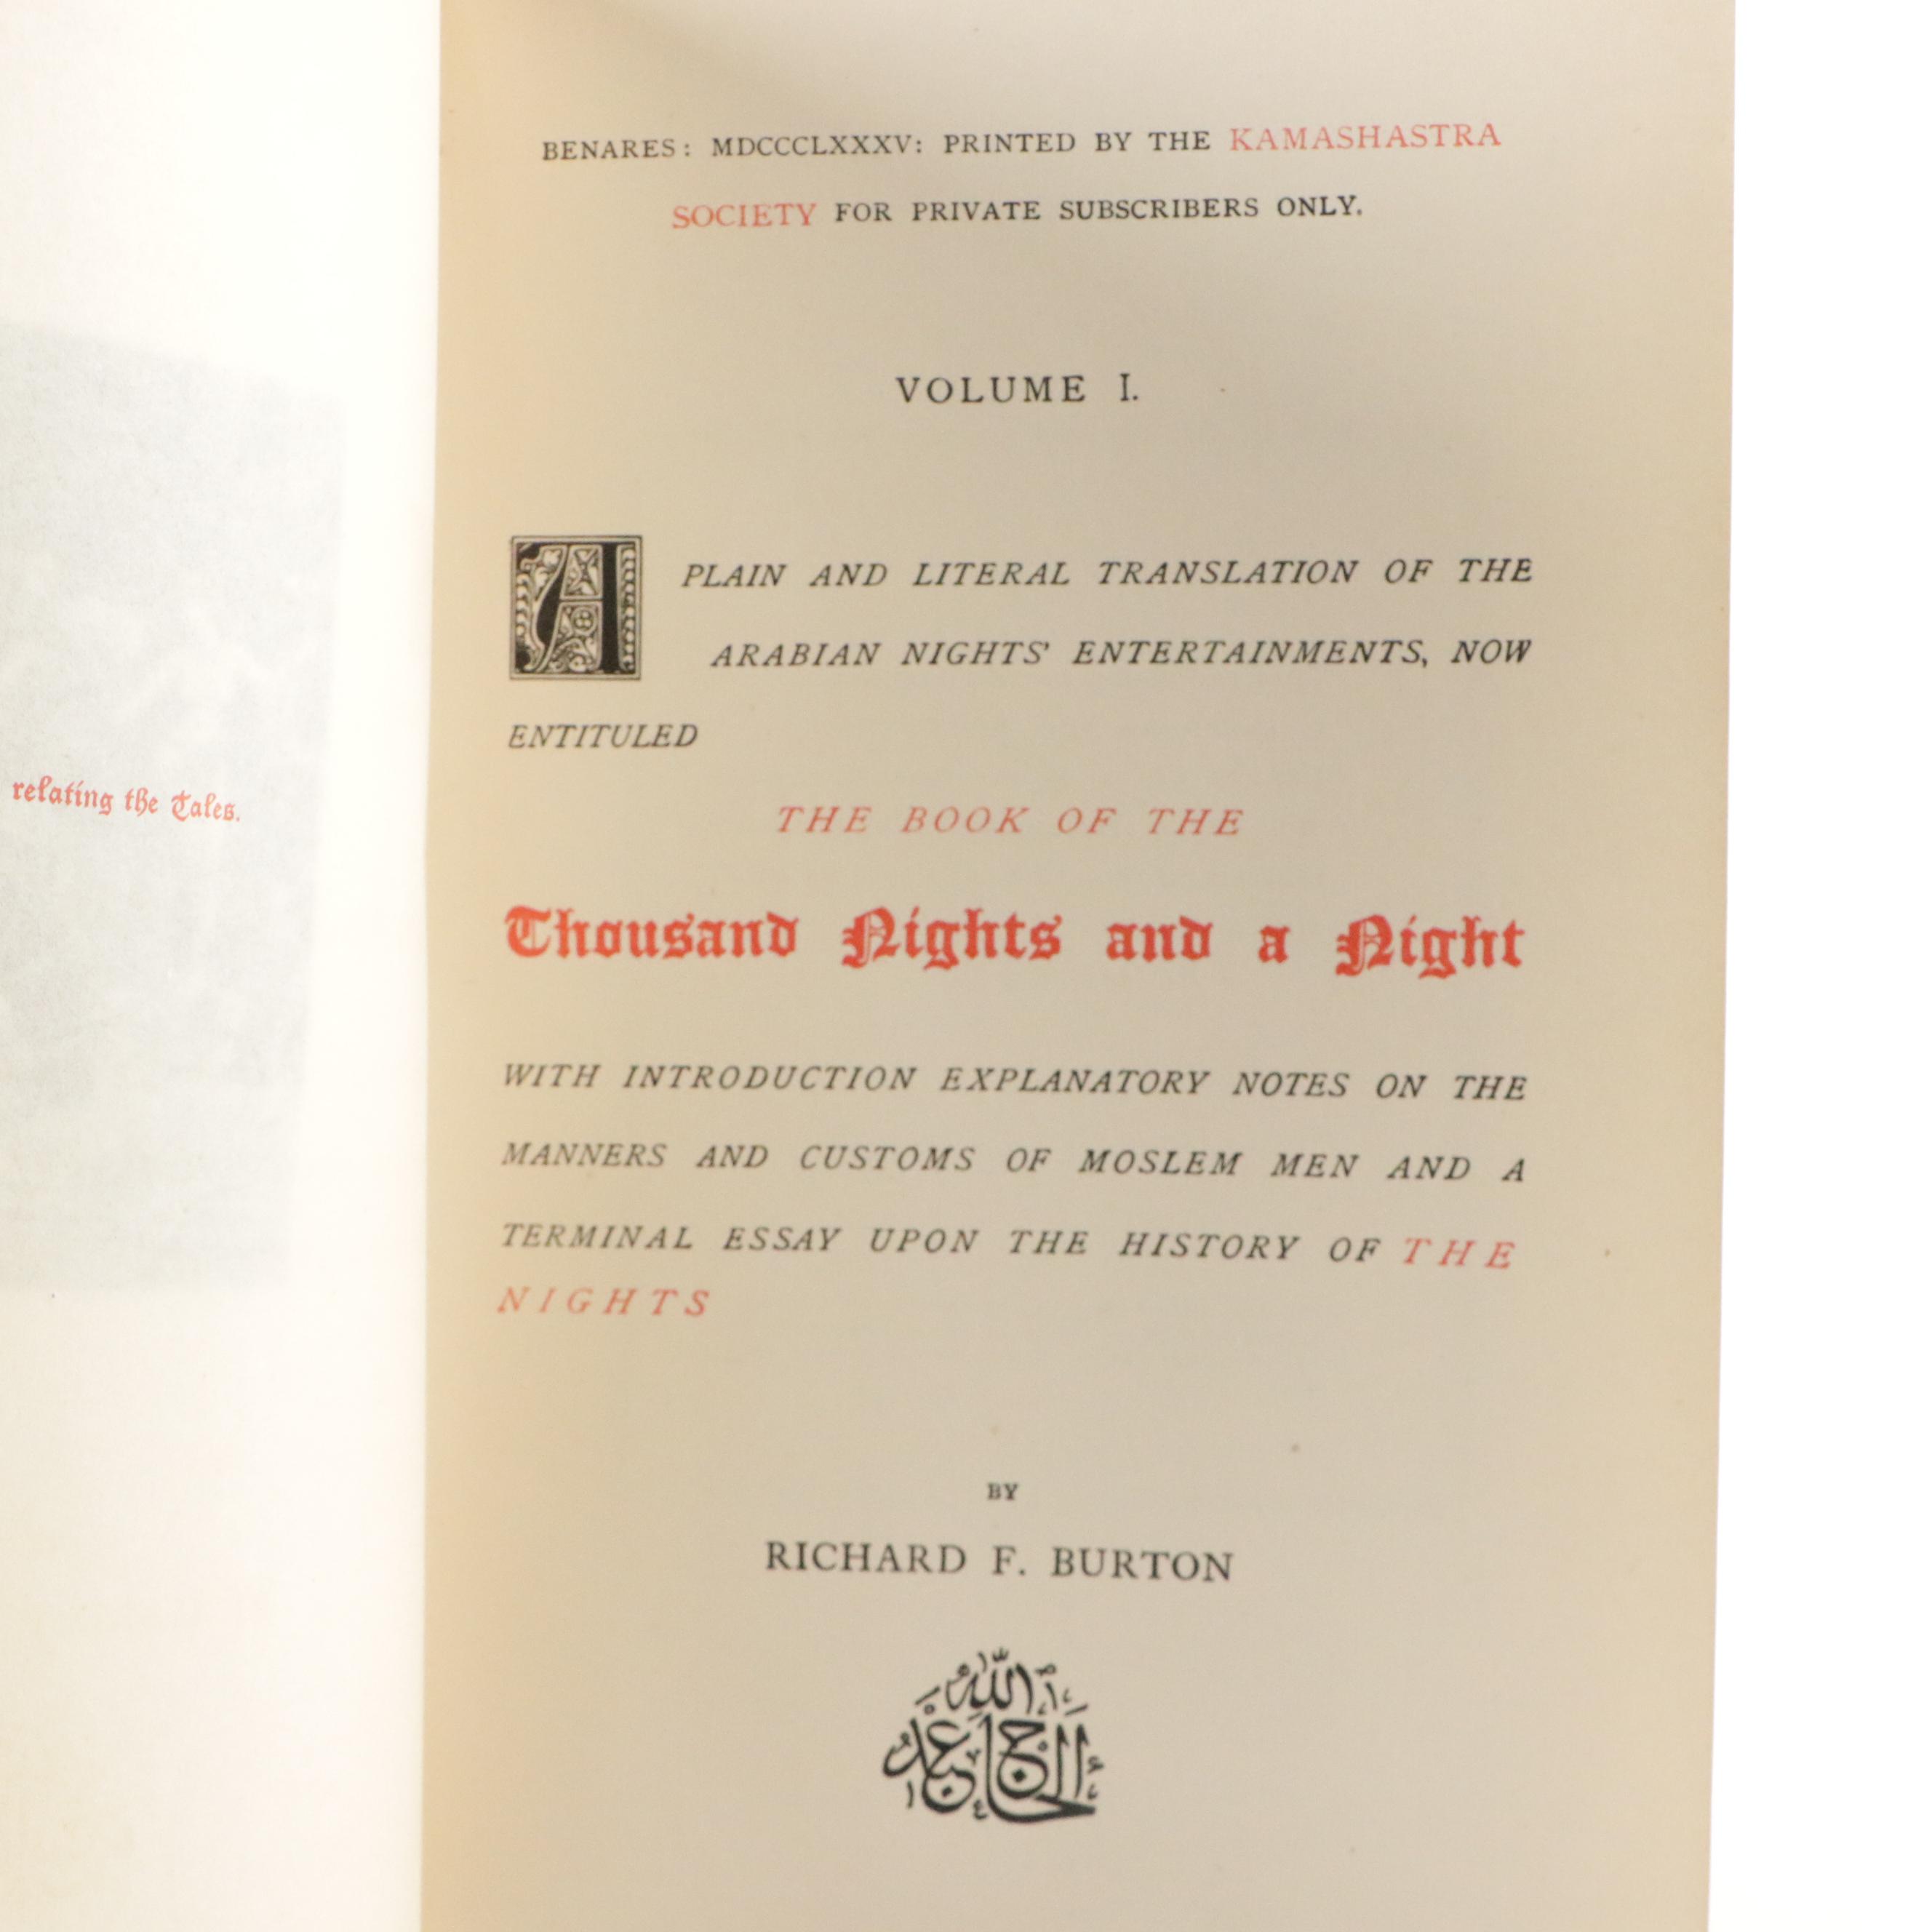 relating the Tales.
BENARES: MDCCCLXXXV: PRINTED BY THE KAMASHASTRA
SOCIETY FOR PRIVATE SUBSCRIBERS ONLY.
VOLUME I.
A PLAIN AND LITERAL TRANSLATION OF THE
ARABIAN NIGHTS' ENTERTAINMENTS, NOW
ENTITULED
THE BOOK OF THE
Thousand Nights and a Night
WITH INTRODUCTION EXPLANATORY NOTES ON THE
MANNERS AND CUSTOMS OF MOSLEM MEN AND A
TERMINAL ESSAY UPON THE HISTORY OF THE
NIGHTS
BY
RICHARD F. BURTON
الحاج عبد الله